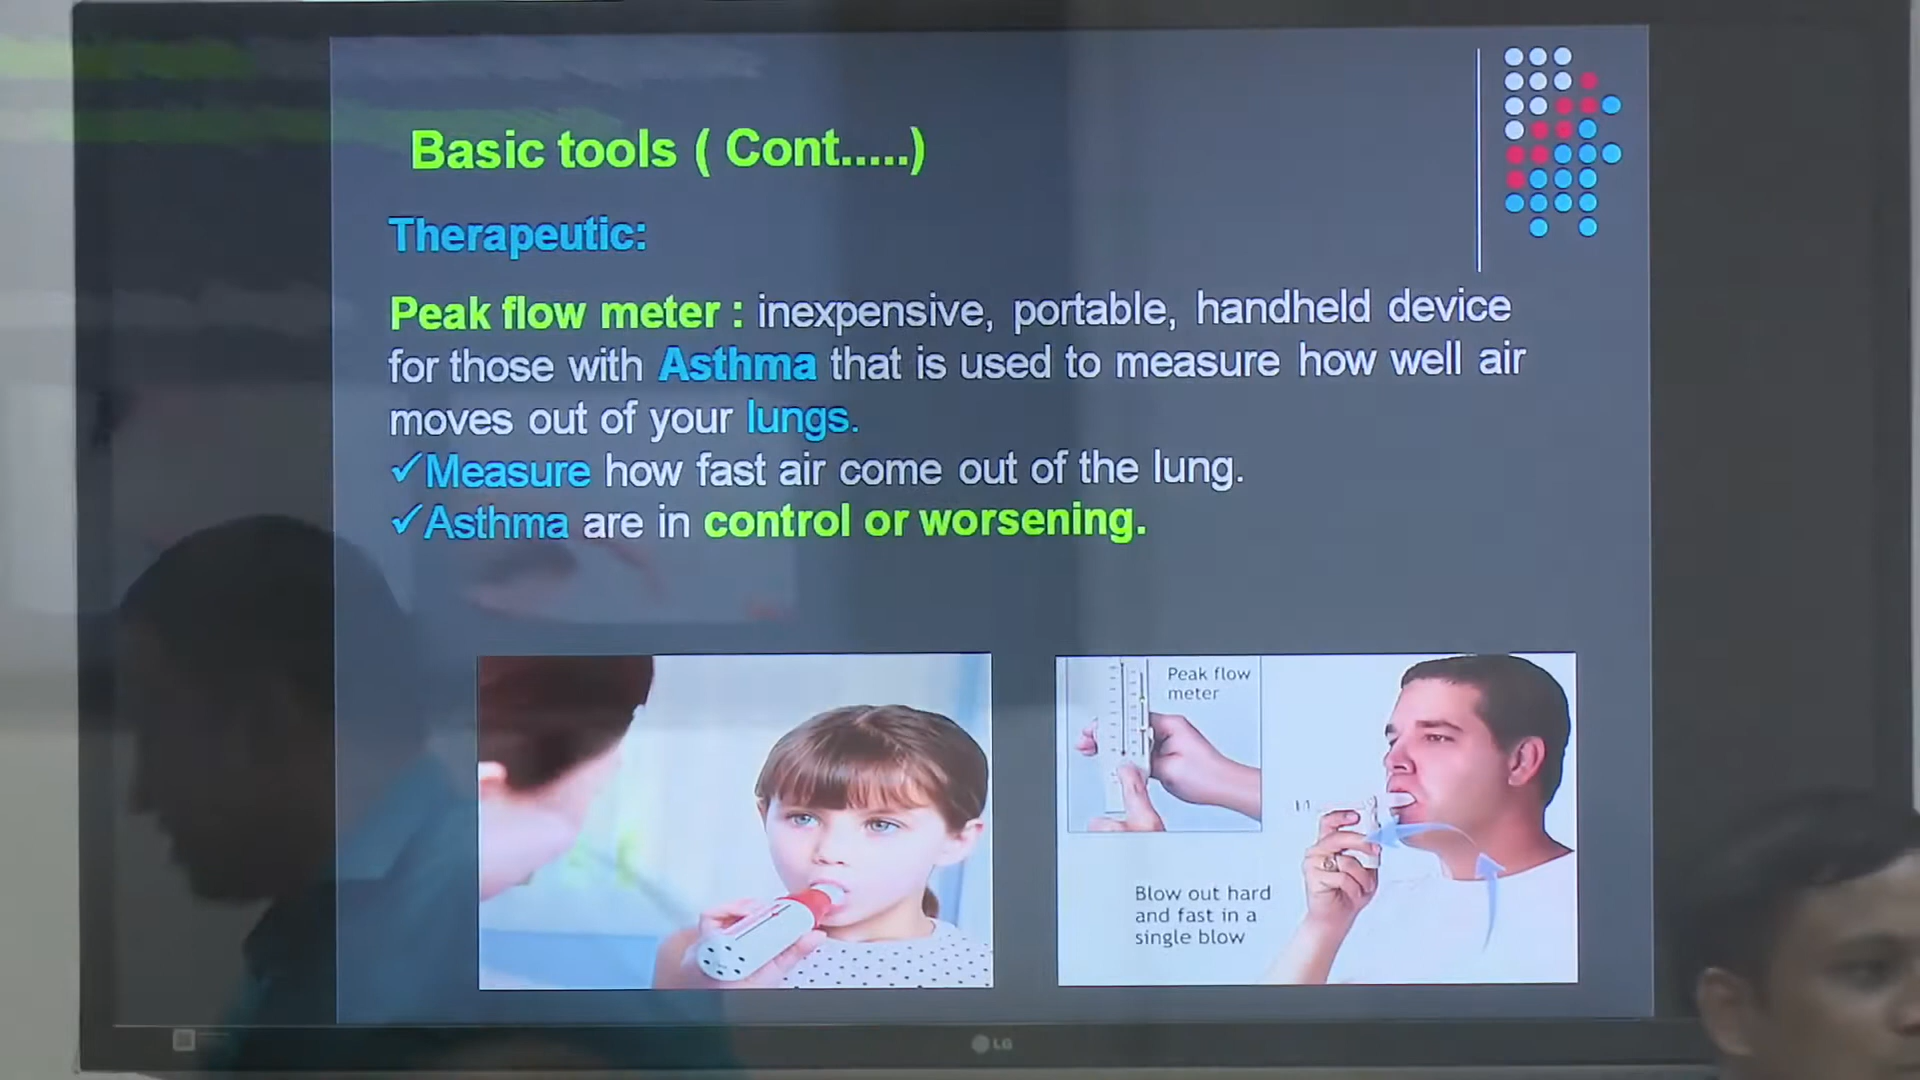 Basic tools ( Cont.....)
Therapeutic:
Peak flow meter : inexpensive, portable, handheld device
for those with Asthma that is used to measure how well air
moves out of your lungs.
✓Measure how fast air come out of the lung.
✓Asthma are in control or worsening.
Peak flow
meter
Blow out hard
and fast in a
single blow
LG